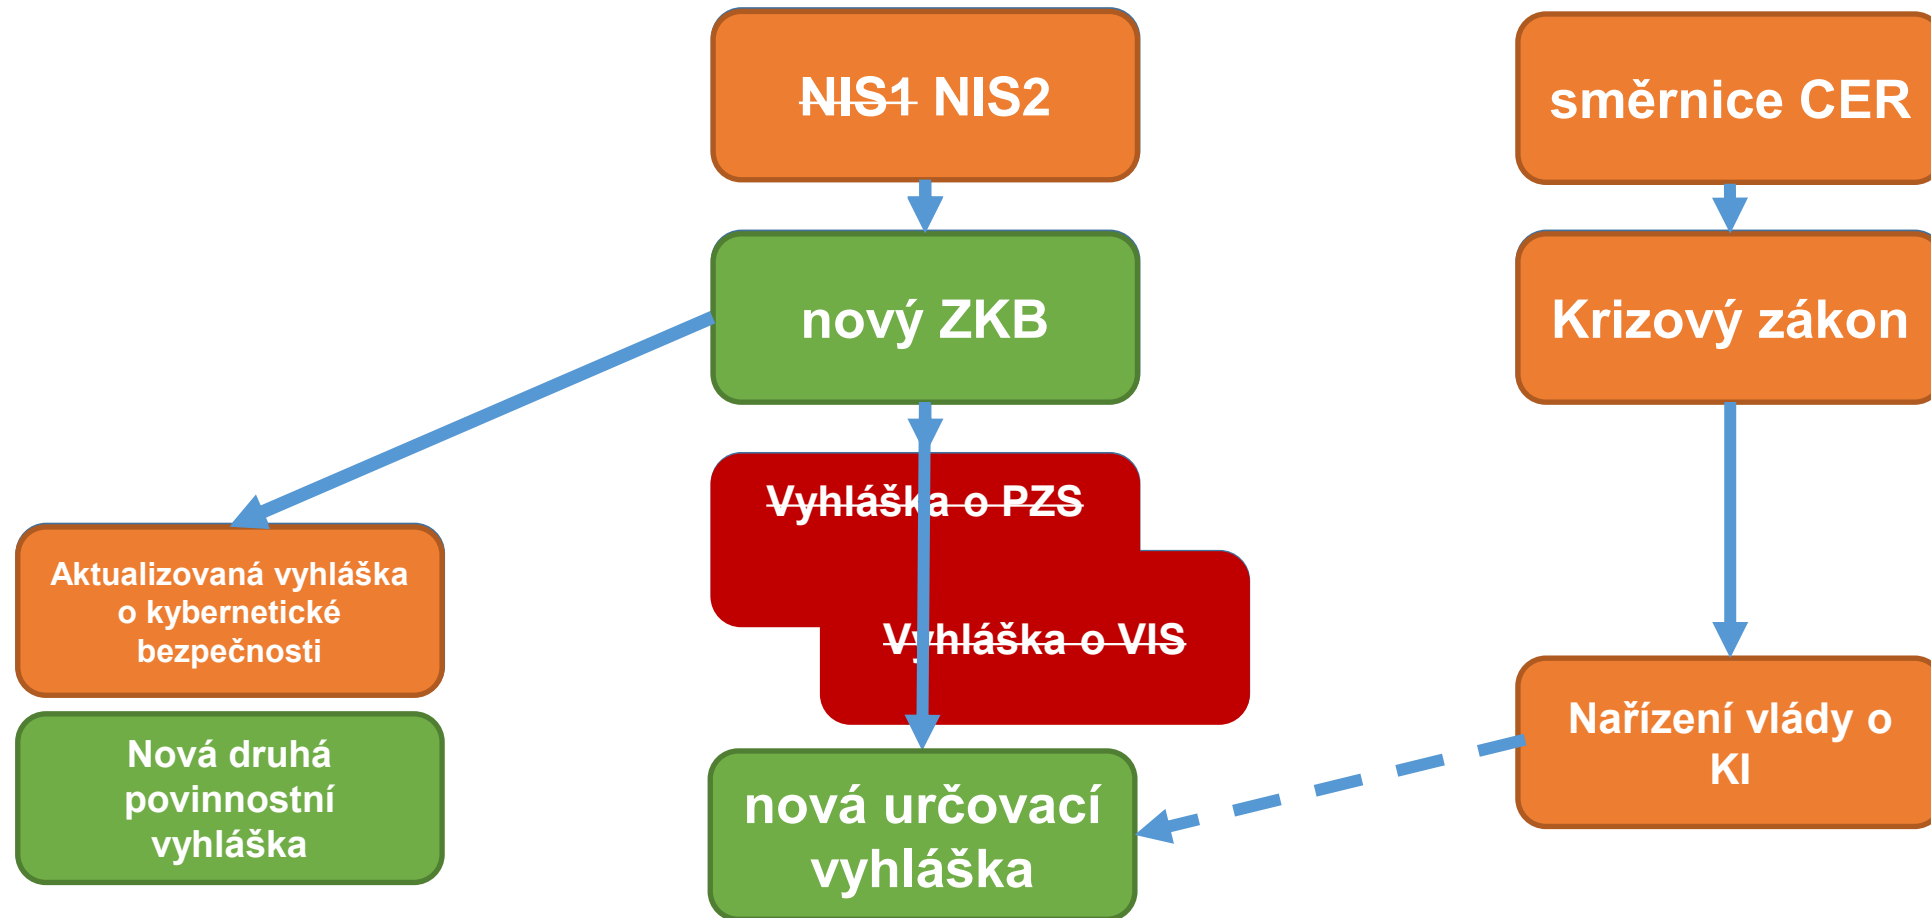 NIS1 NIS2
směrnice CER
nový ZKB
Krizový zákon
Vyhláška o PZS
Aktualizovaná vyhláška
o kybernetické
bezpečnosti
Vyhláška o VIS
Nařízení vlády o
KI
Nová druhá
povinnostní
vyhláška
nová určovací
vyhláška